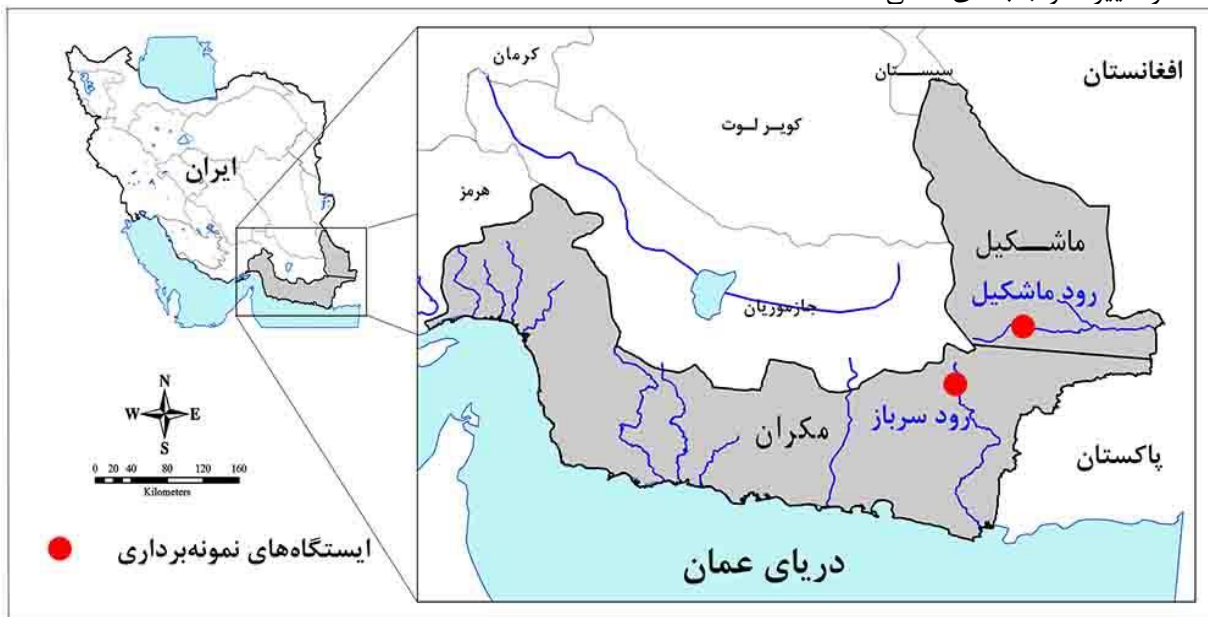 افغانستان
سیستان
کرمان
کویر لوت
هرمز
ایران
ماشکیل
رود ماشکیل
جازموریان
مکران
رود سرباز
پاکستان
دریای عمان
N
W E
S
0 20 40 80 120 160
Kilometers
ایستگاه‌های نمونه‌برداری